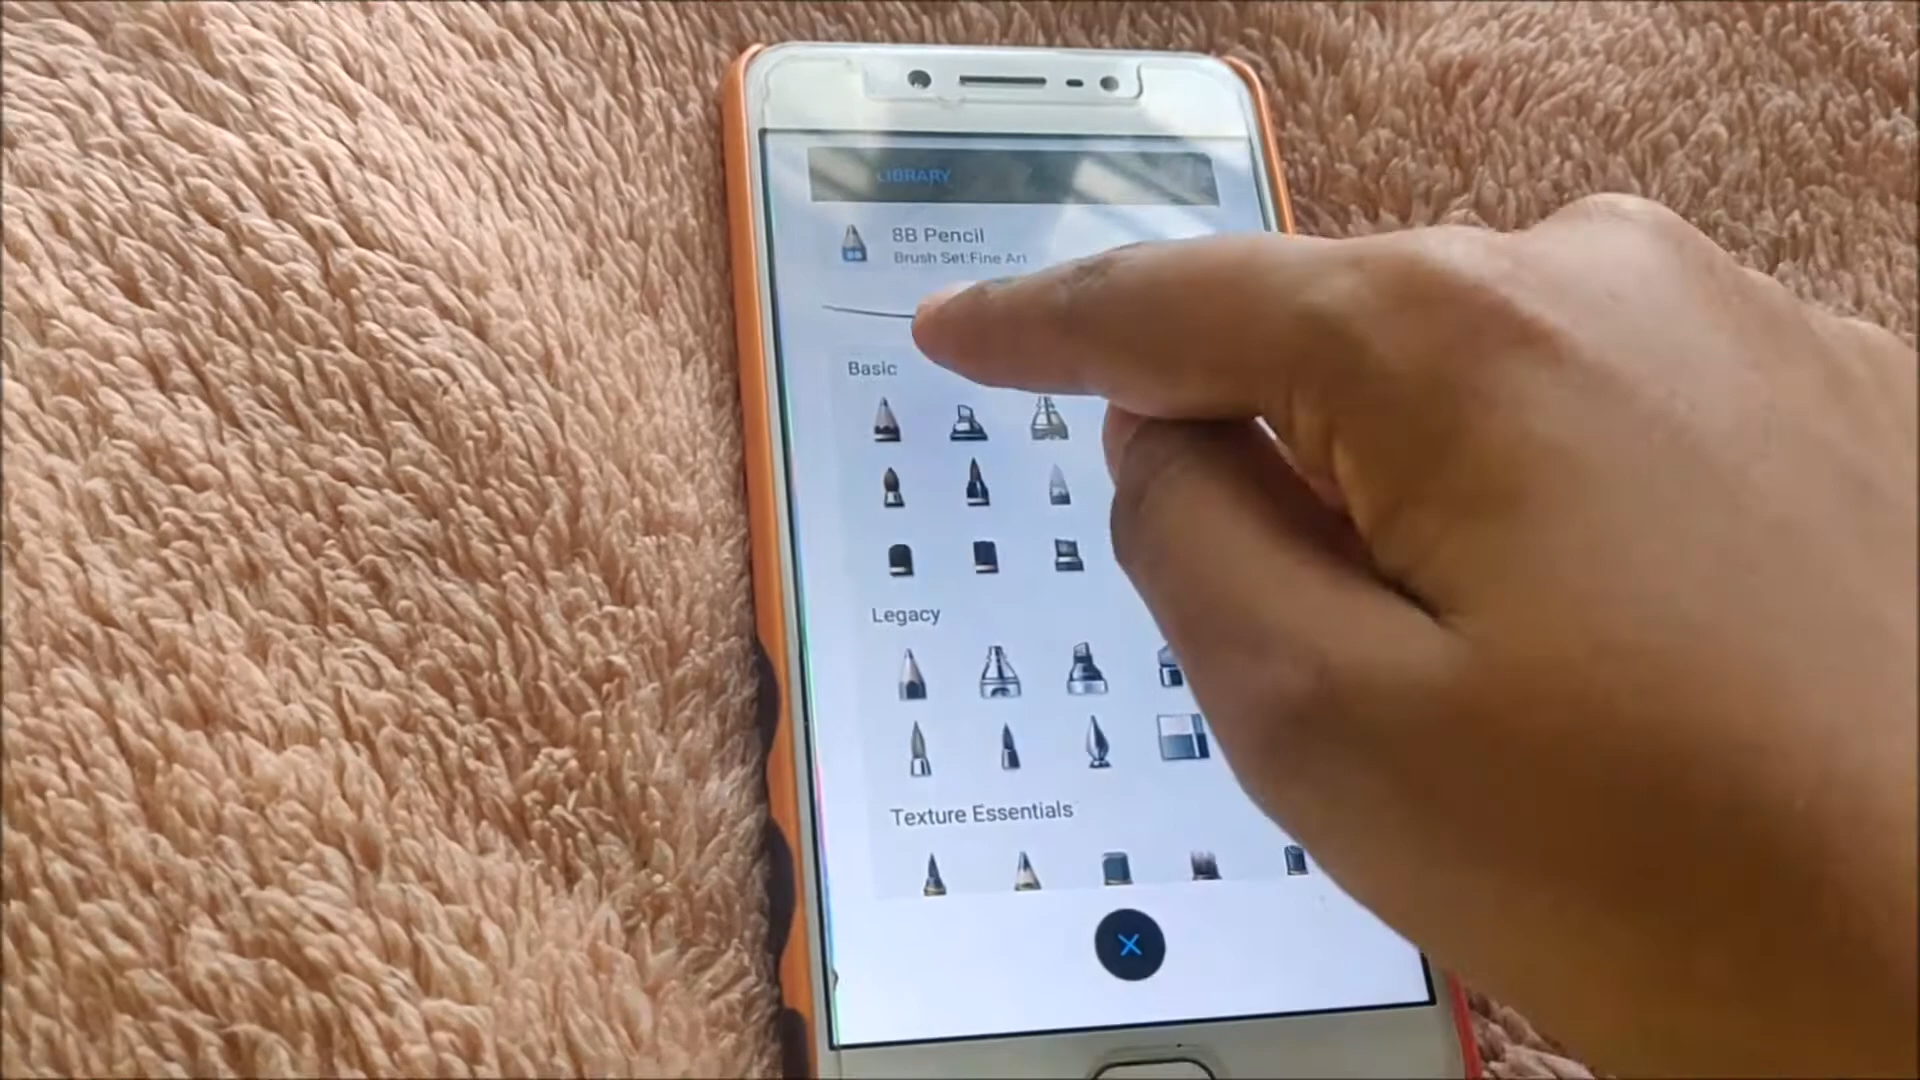 LIBRARY
8B Pencil
Brush Set:Fine Art
Basic
Legacy
Texture Essentials